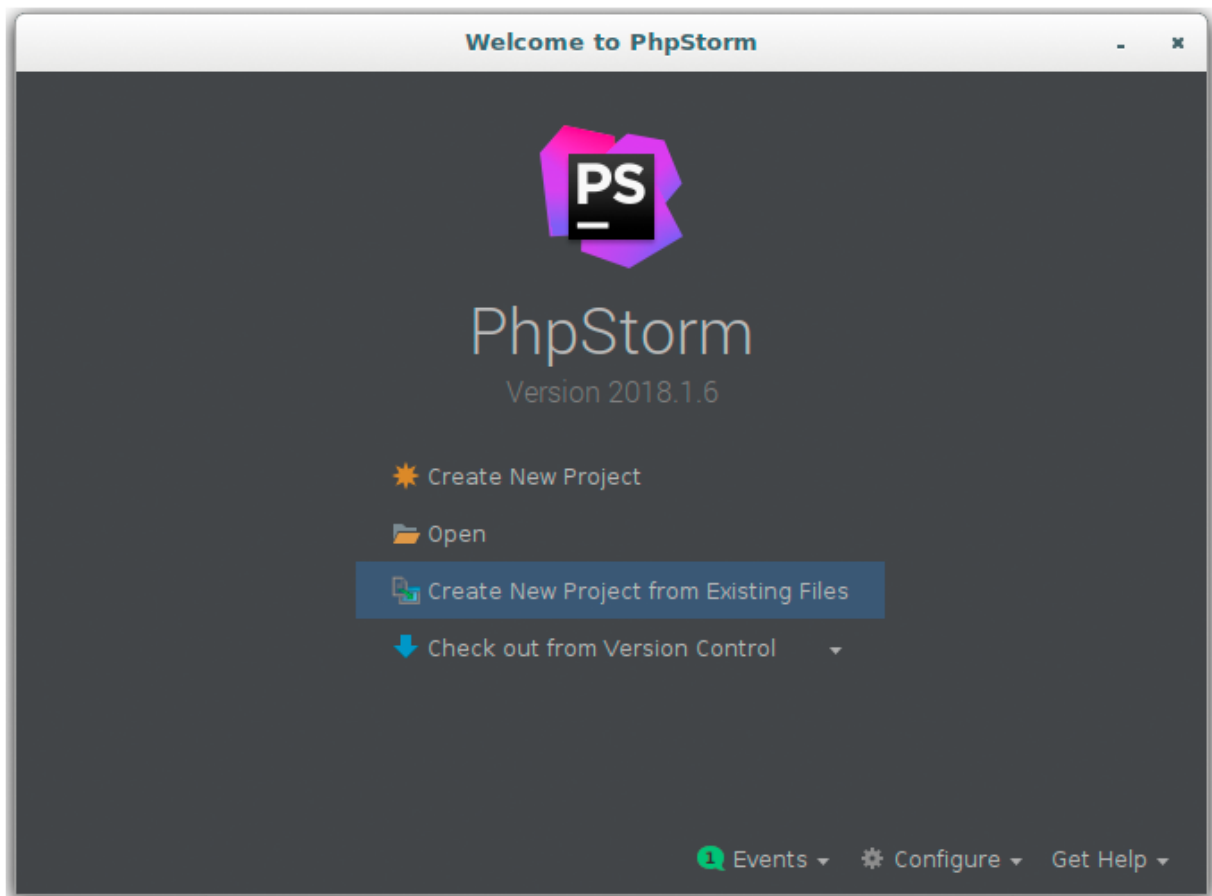 Welcome to PhpStorm
PS
PhpStorm
Version 2018.1.6
Create New Project
Open
Create New Project from Existing Files
Check out from Version Control
1 Events Configure Get Help